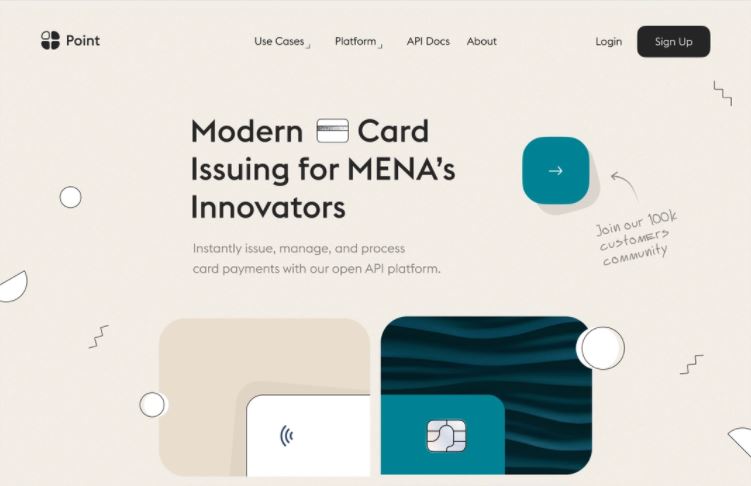 Point
Use Cases
Platform
API Docs
About
Login
Sign Up
Modern Card
Issuing for MENA’s
Innovators
Instantly issue, manage, and process
card payments with our open API platform.
Join our 100k
customers
community